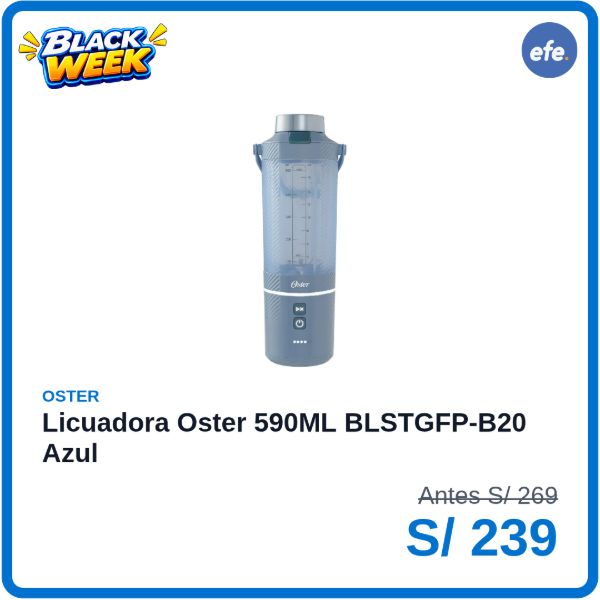 BLACK
WEEK
efe.
Oster
OSTER
Licuadora Oster 590ML BLSTGFP-B20
Azul
Antes S/ 269
S/ 239